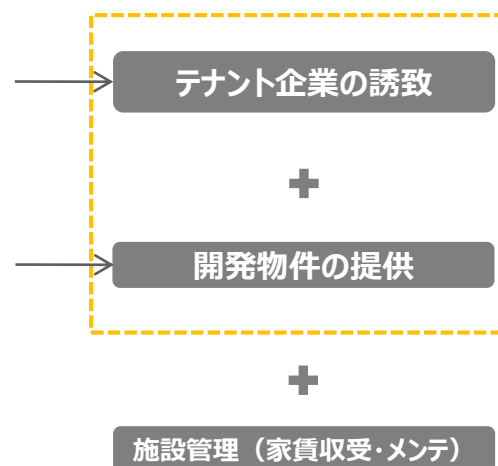 テナント企業の誘致
+
開発物件の提供
+
施設管理（家賃収受・メンテ）